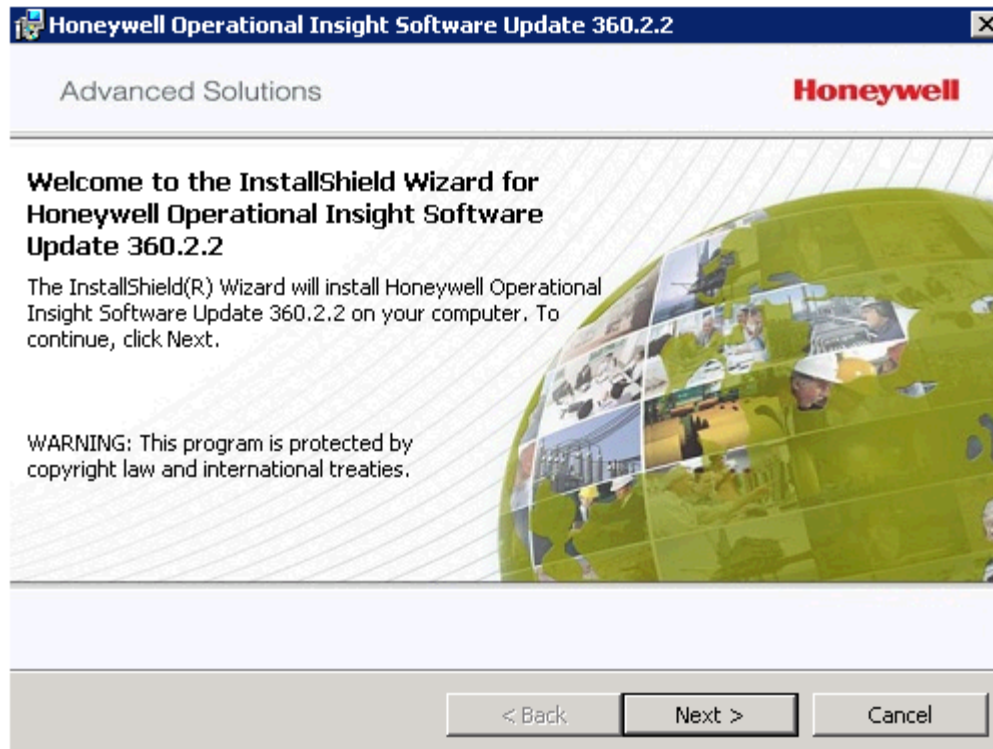 Honeywell Operational Insight Software Update 360.2.2
Advanced Solutions
Honeywell
Welcome to the InstallShield Wizard for
Honeywell Operational Insight Software
Update 360.2.2
The InstallShield(R) Wizard will install Honeywell Operational
Insight Software Update 360.2.2 on your computer. To
continue, click Next.
WARNING: This program is protected by
copyright law and international treaties.
< Back
Next >
Cancel